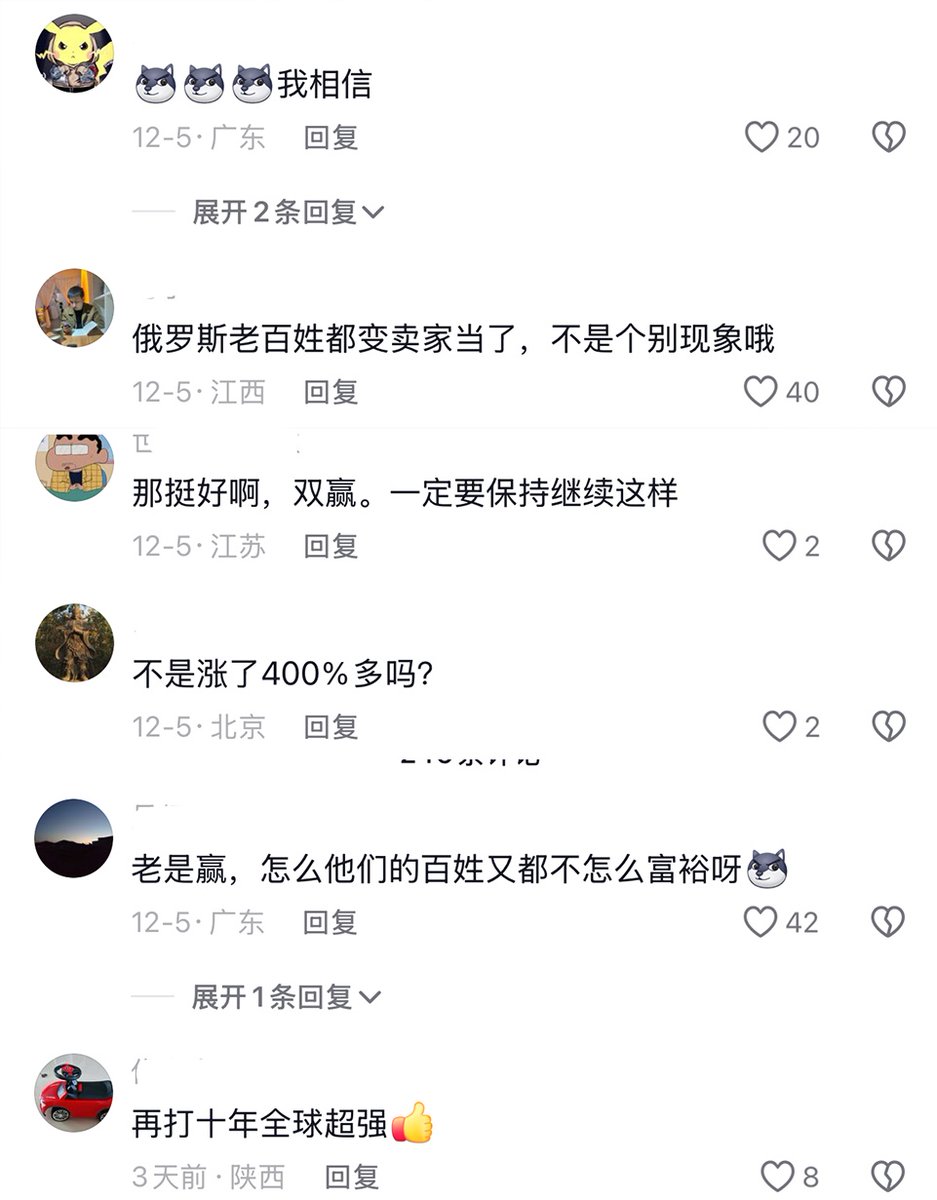 我相信
12-5·广东 回复
20
展开2条回复
俄罗斯老百姓都变卖家当了，不是个别现象哦
12-5·江西 回复
40
那挺好啊，双赢。一定要保持继续这样
12-5·江苏 回复
2
不是涨了400%多吗？
12-5·北京 回复
2
老是赢，怎么他们的百姓又都不怎么富裕呀
12-5·广东 回复
42
展开1条回复
再打十年全球超强
3天前·陕西 回复
8